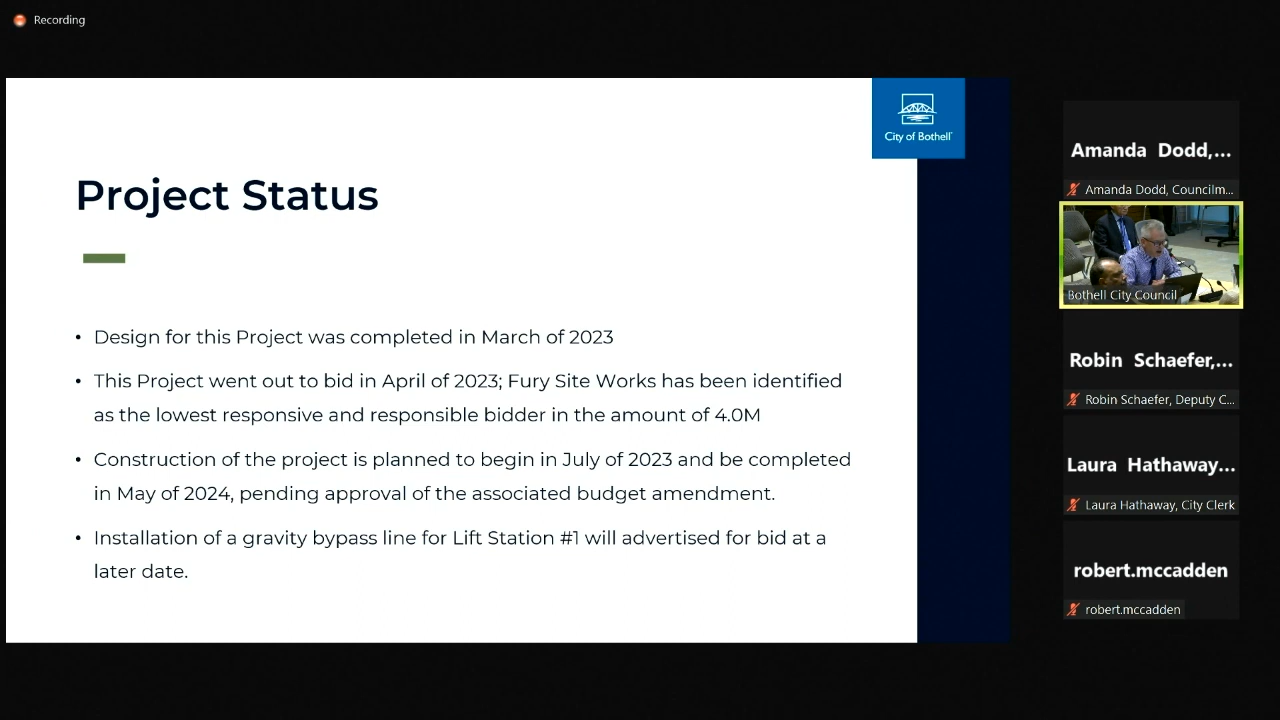 Recording
City of Bothell
Project Status
• Design for this Project was completed in March of 2023
• This Project went out to bid in April of 2023; Fury Site Works has been identified
as the lowest responsive and responsible bidder in the amount of 4.0M
• Construction of the project is planned to begin in July of 2023 and be completed
in May of 2024, pending approval of the associated budget amendment.
• Installation of a gravity bypass line for Lift Station #1 will advertised for bid at a
later date.
Amanda Dodd,...
Amanda Dodd, Councilm...
Bothell City Council
Robin Schaefer,...
Robin Schaefer, Deputy C...
Laura Hathaway...
Laura Hathaway, City Clerk
robert.mccadden
robert.mccadden